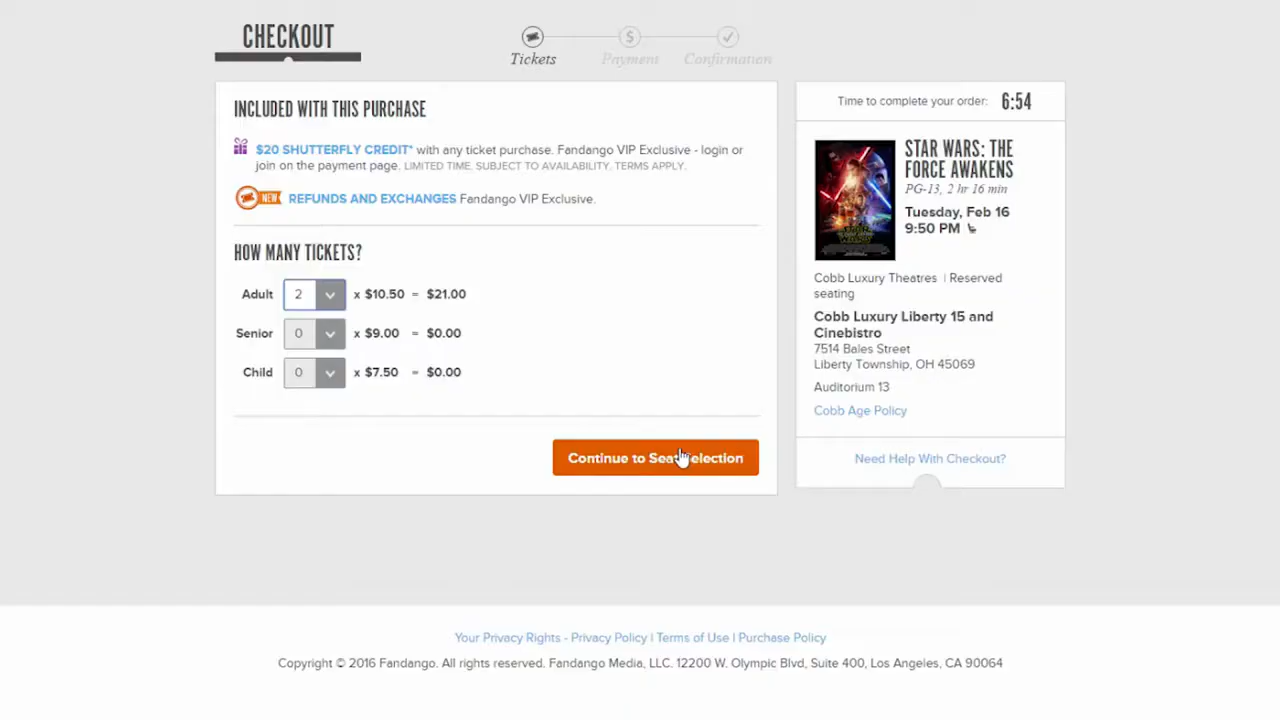 CHECKOUT
$
Tickets
Payment
Confirmation
INCLUDED WITH THIS PURCHASE
$20 SHUTTERFLY CREDIT* with any ticket purchase. Fandango VIP Exclusive - login or
join on the payment page. LIMITED TIME, SUBJECT TO AVAILABILITY, TERMS APPLY.
NEW REFUNDS AND EXCHANGES Fandango VIP Exclusive.
HOW MANY TICKETS?
Adult 2 x $10.50 = $21.00
Senior 0 x $9.00 = $0.00
Child 0 x $7.50 = $0.00
Continue to Seat Selection
Time to complete your order: 6:54
STAR WARS: THE
FORCE AWAKENS
PG-13, 2 hr 16 min
Tuesday, Feb 16
9:50 PM
Cobb Luxury Theatres | Reserved
seating
Cobb Luxury Liberty 15 and
Cinebistro
7514 Bales Street
Liberty Township, OH 45069
Auditorium 13
Cobb Age Policy
Need Help With Checkout?
Your Privacy Rights - Privacy Policy | Terms of Use | Purchase Policy
Copyright © 2016 Fandango. All rights reserved. Fandango Media, LLC. 12200 W. Olympic Blvd, Suite 400, Los Angeles, CA 90064